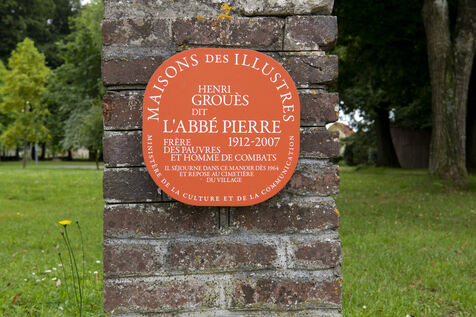 MAISONS DES ILLUSTRES
HENRI
GROUÈS
DIT
L'ABBÉ PIERRE
1912-2007
FRÈRE
DES PAUVRES
ET HOMME DE COMBATS
IL SÉJOURNE DANS CE MANOIR DÈS 1964
ET REPOSE AU CIMETIÈRE
DU VILLAGE
MINISTÈRE DE LA CULTURE ET DE LA COMMUNICATION